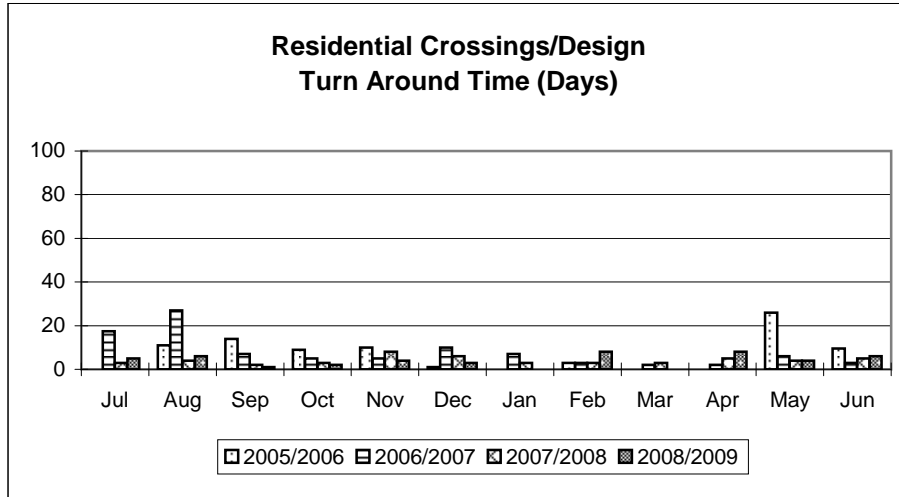 Residential Crossings/Design
Turn Around Time (Days)
100
80
60
40
20
0
Jul Aug Sep Oct Nov Dec Jan Feb Mar Apr May Jun
2005/2006 2006/2007 2007/2008 2008/2009